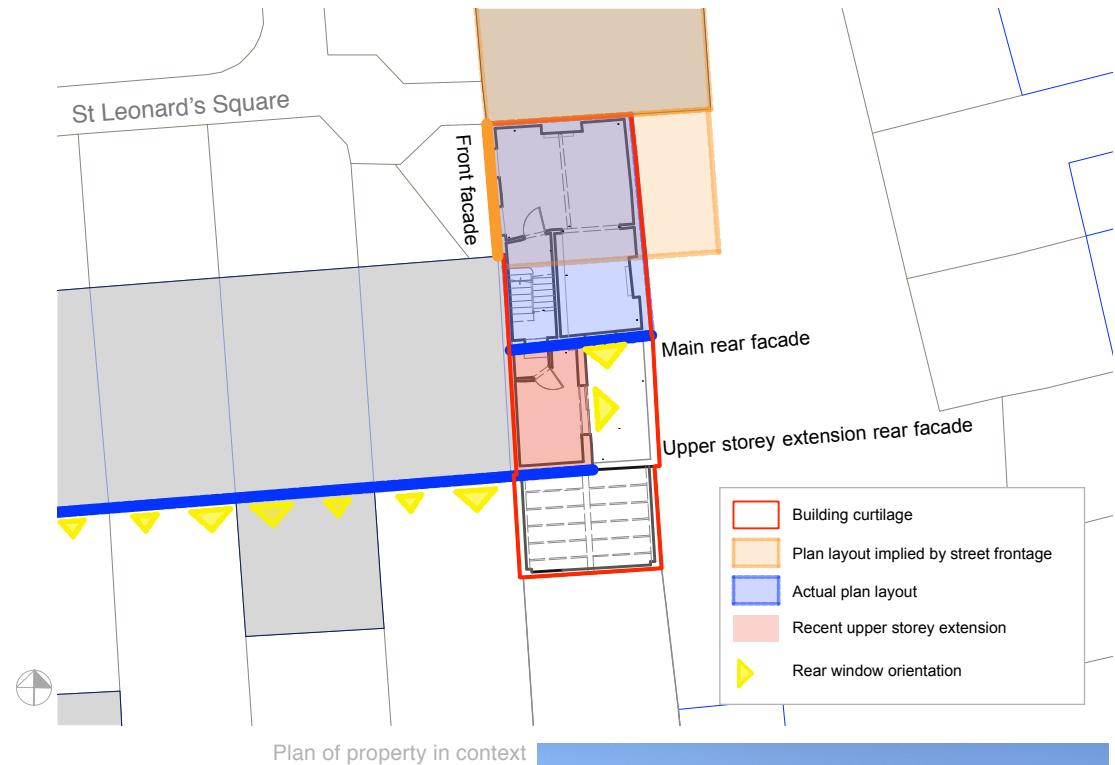 St Leonard's Square
Front facade
Main rear facade
Upper storey extension rear facade
Building curtilage
Plan layout implied by street frontage
Actual plan layout
Recent upper storey extension
Rear window orientation
Plan of property in context